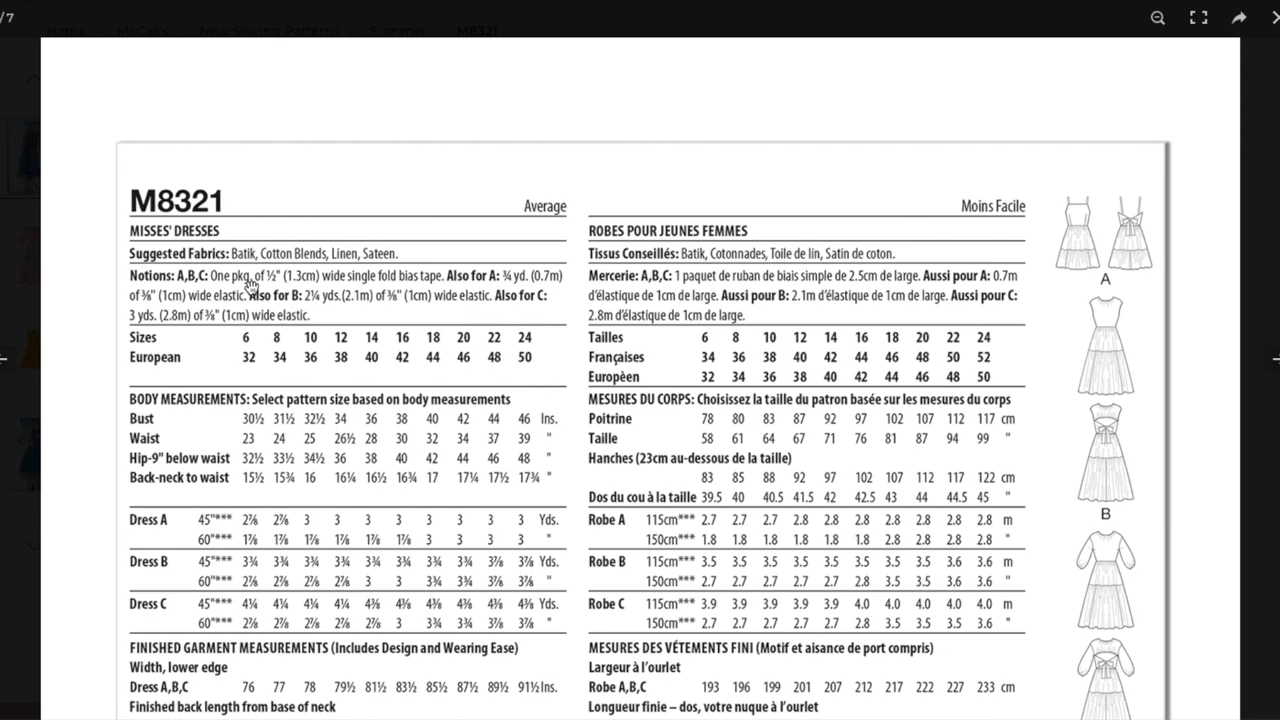 /7
Home McCall's New Sewing Patterns Summer M8321
M8321
Average
MISSES' DRESSES
Suggested Fabrics: Batik, Cotton Blends, Linen, Sateen.
Notions: A,B,C: One pkg. of ½" (1.3cm) wide single fold bias tape. Also for A: ¾ yd. (0.7m)
of ⅜" (1cm) wide elastic. Also for B: 2¼ yds.(2.1m) of ⅜" (1cm) wide elastic. Also for C:
3 yds. (2.8m) of ⅜" (1cm) wide elastic.
Sizes 6 8 10 12 14 16 18 20 22 24
European 32 34 36 38 40 42 44 46 48 50
BODY MEASUREMENTS: Select pattern size based on body measurements
Bust 30½ 31½ 32½ 34 36 38 40 42 44 46 Ins.
Waist 23 24 25 26½ 28 30 32 34 37 39 "
Hip-9" below waist 32½ 33½ 34½ 36 38 40 42 44 46 48 "
Back-neck to waist 15½ 15¾ 16 16¼ 16½ 16¾ 17 17¼ 17½ 17¾ "
Dress A 45"*** 2⅞ 2⅞ 3 3 3 3 3 3 3 3 Yds.
60"*** 1⅞ 1⅞ 1⅞ 1⅞ 1⅞ 1⅞ 3 3 3 3 "
Dress B 45"*** 3¾ 3¾ 3¾ 3¾ 3¾ 3¾ 3¾ 3¾ 3⅞ 3⅞ Yds.
60"*** 2⅞ 2⅞ 2⅞ 2⅞ 3 3 3¾ 3¾ 3⅞ 3⅞ "
Dress C 45"*** 4¼ 4¼ 4¼ 4¼ 4⅜ 4⅜ 4⅜ 4⅜ 4⅜ 4⅜ Yds.
60"*** 2⅞ 2⅞ 2⅞ 2⅞ 2⅞ 3 3¾ 3¾ 3⅞ 3⅞ "
FINISHED GARMENT MEASUREMENTS (Includes Design and Wearing Ease)
Width, lower edge
Dress A,B,C 76 77 78 79½ 81½ 83½ 85½ 87½ 89½ 91½ Ins.
Finished back length from base of neck
Moins Facile
ROBES POUR JEUNES FEMMES
Tissus Conseillés: Batik, Cotonnades, Toile de lin, Satin de coton.
Mercerie: A,B,C: 1 paquet de ruban de biais simple de 2.5cm de large. Aussi pour A: 0.7m
d'élastique de 1cm de large. Aussi pour B: 2.1m d'élastique de 1cm de large. Aussi pour C:
2.8m d'élastique de 1cm de large.
Tailles 6 8 10 12 14 16 18 20 22 24
Françaises 34 36 38 40 42 44 46 48 50 52
Europèen 32 34 36 38 40 42 44 46 48 50
MESURES DU CORPS: Choisissez la taille du patron basée sur les mesures du corps
Poitrine 78 80 83 87 92 97 102 107 112 117 cm
Taille 58 61 64 67 71 76 81 87 94 99 "
Hanches (23cm au-dessous de la taille)
83 85 88 92 97 102 107 112 117 122 cm
Dos du cou à la taille 39.5 40 40.5 41.5 42 42.5 43 44 44.5 45 "
Robe A 115cm*** 2.7 2.7 2.7 2.8 2.8 2.8 2.8 2.8 2.8 2.8 m
150cm*** 1.8 1.8 1.8 1.8 1.8 1.8 2.8 2.8 2.8 2.8 "
Robe B 115cm*** 3.5 3.5 3.5 3.5 3.5 3.5 3.5 3.5 3.6 3.6 m
150cm*** 2.7 2.7 2.7 2.7 2.7 2.8 3.5 3.5 3.6 3.6 "
Robe C 115cm*** 3.9 3.9 3.9 3.9 4.0 4.0 4.0 4.0 4.0 4.0 m
150cm*** 2.7 2.7 2.7 2.7 2.7 2.8 3.5 3.5 3.5 3.6 "
MESURES DES VÉTEMENTS FINI (Motif et aisance de port compris)
Largeur à l'ourlet
Robe A,B,C 193 196 199 201 207 212 217 222 227 233 cm
Longueur finie – dos, votre nuque à l'ourlet
A
B